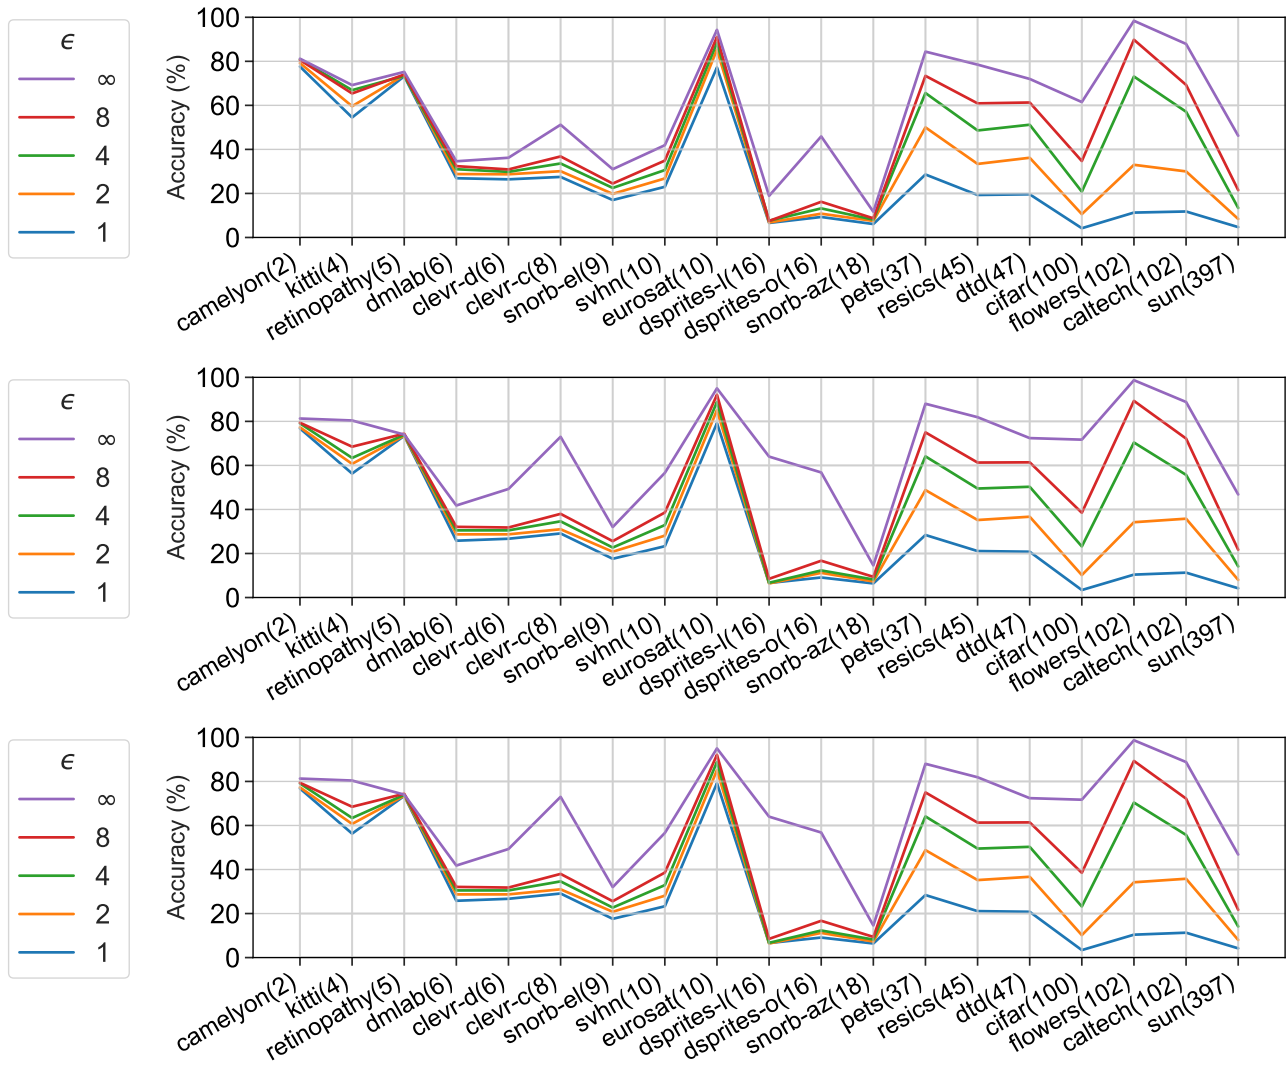 ϵ
∞
8
4
2
1
Accuracy (%)
100
80
60
40
20
0
camelyon(2)
kitti(4)
retinopathy(5)
dmlab(6)
clevr-d(6)
clevr-c(8)
snorb-el(9)
svhn(10)
eurosat(10)
dsprites-l(16)
dsprites-o(16)
snorb-az(18)
pets(37)
resics(45)
dtd(47)
cifar(100)
flowers(102)
caltech(102)
sun(397)
ϵ
∞
8
4
2
1
Accuracy (%)
100
80
60
40
20
0
camelyon(2)
kitti(4)
retinopathy(5)
dmlab(6)
clevr-d(6)
clevr-c(8)
snorb-el(9)
svhn(10)
eurosat(10)
dsprites-l(16)
dsprites-o(16)
snorb-az(18)
pets(37)
resics(45)
dtd(47)
cifar(100)
flowers(102)
caltech(102)
sun(397)
ϵ
∞
8
4
2
1
Accuracy (%)
100
80
60
40
20
0
camelyon(2)
kitti(4)
retinopathy(5)
dmlab(6)
clevr-d(6)
clevr-c(8)
snorb-el(9)
svhn(10)
eurosat(10)
dsprites-l(16)
dsprites-o(16)
snorb-az(18)
pets(37)
resics(45)
dtd(47)
cifar(100)
flowers(102)
caltech(102)
sun(397)